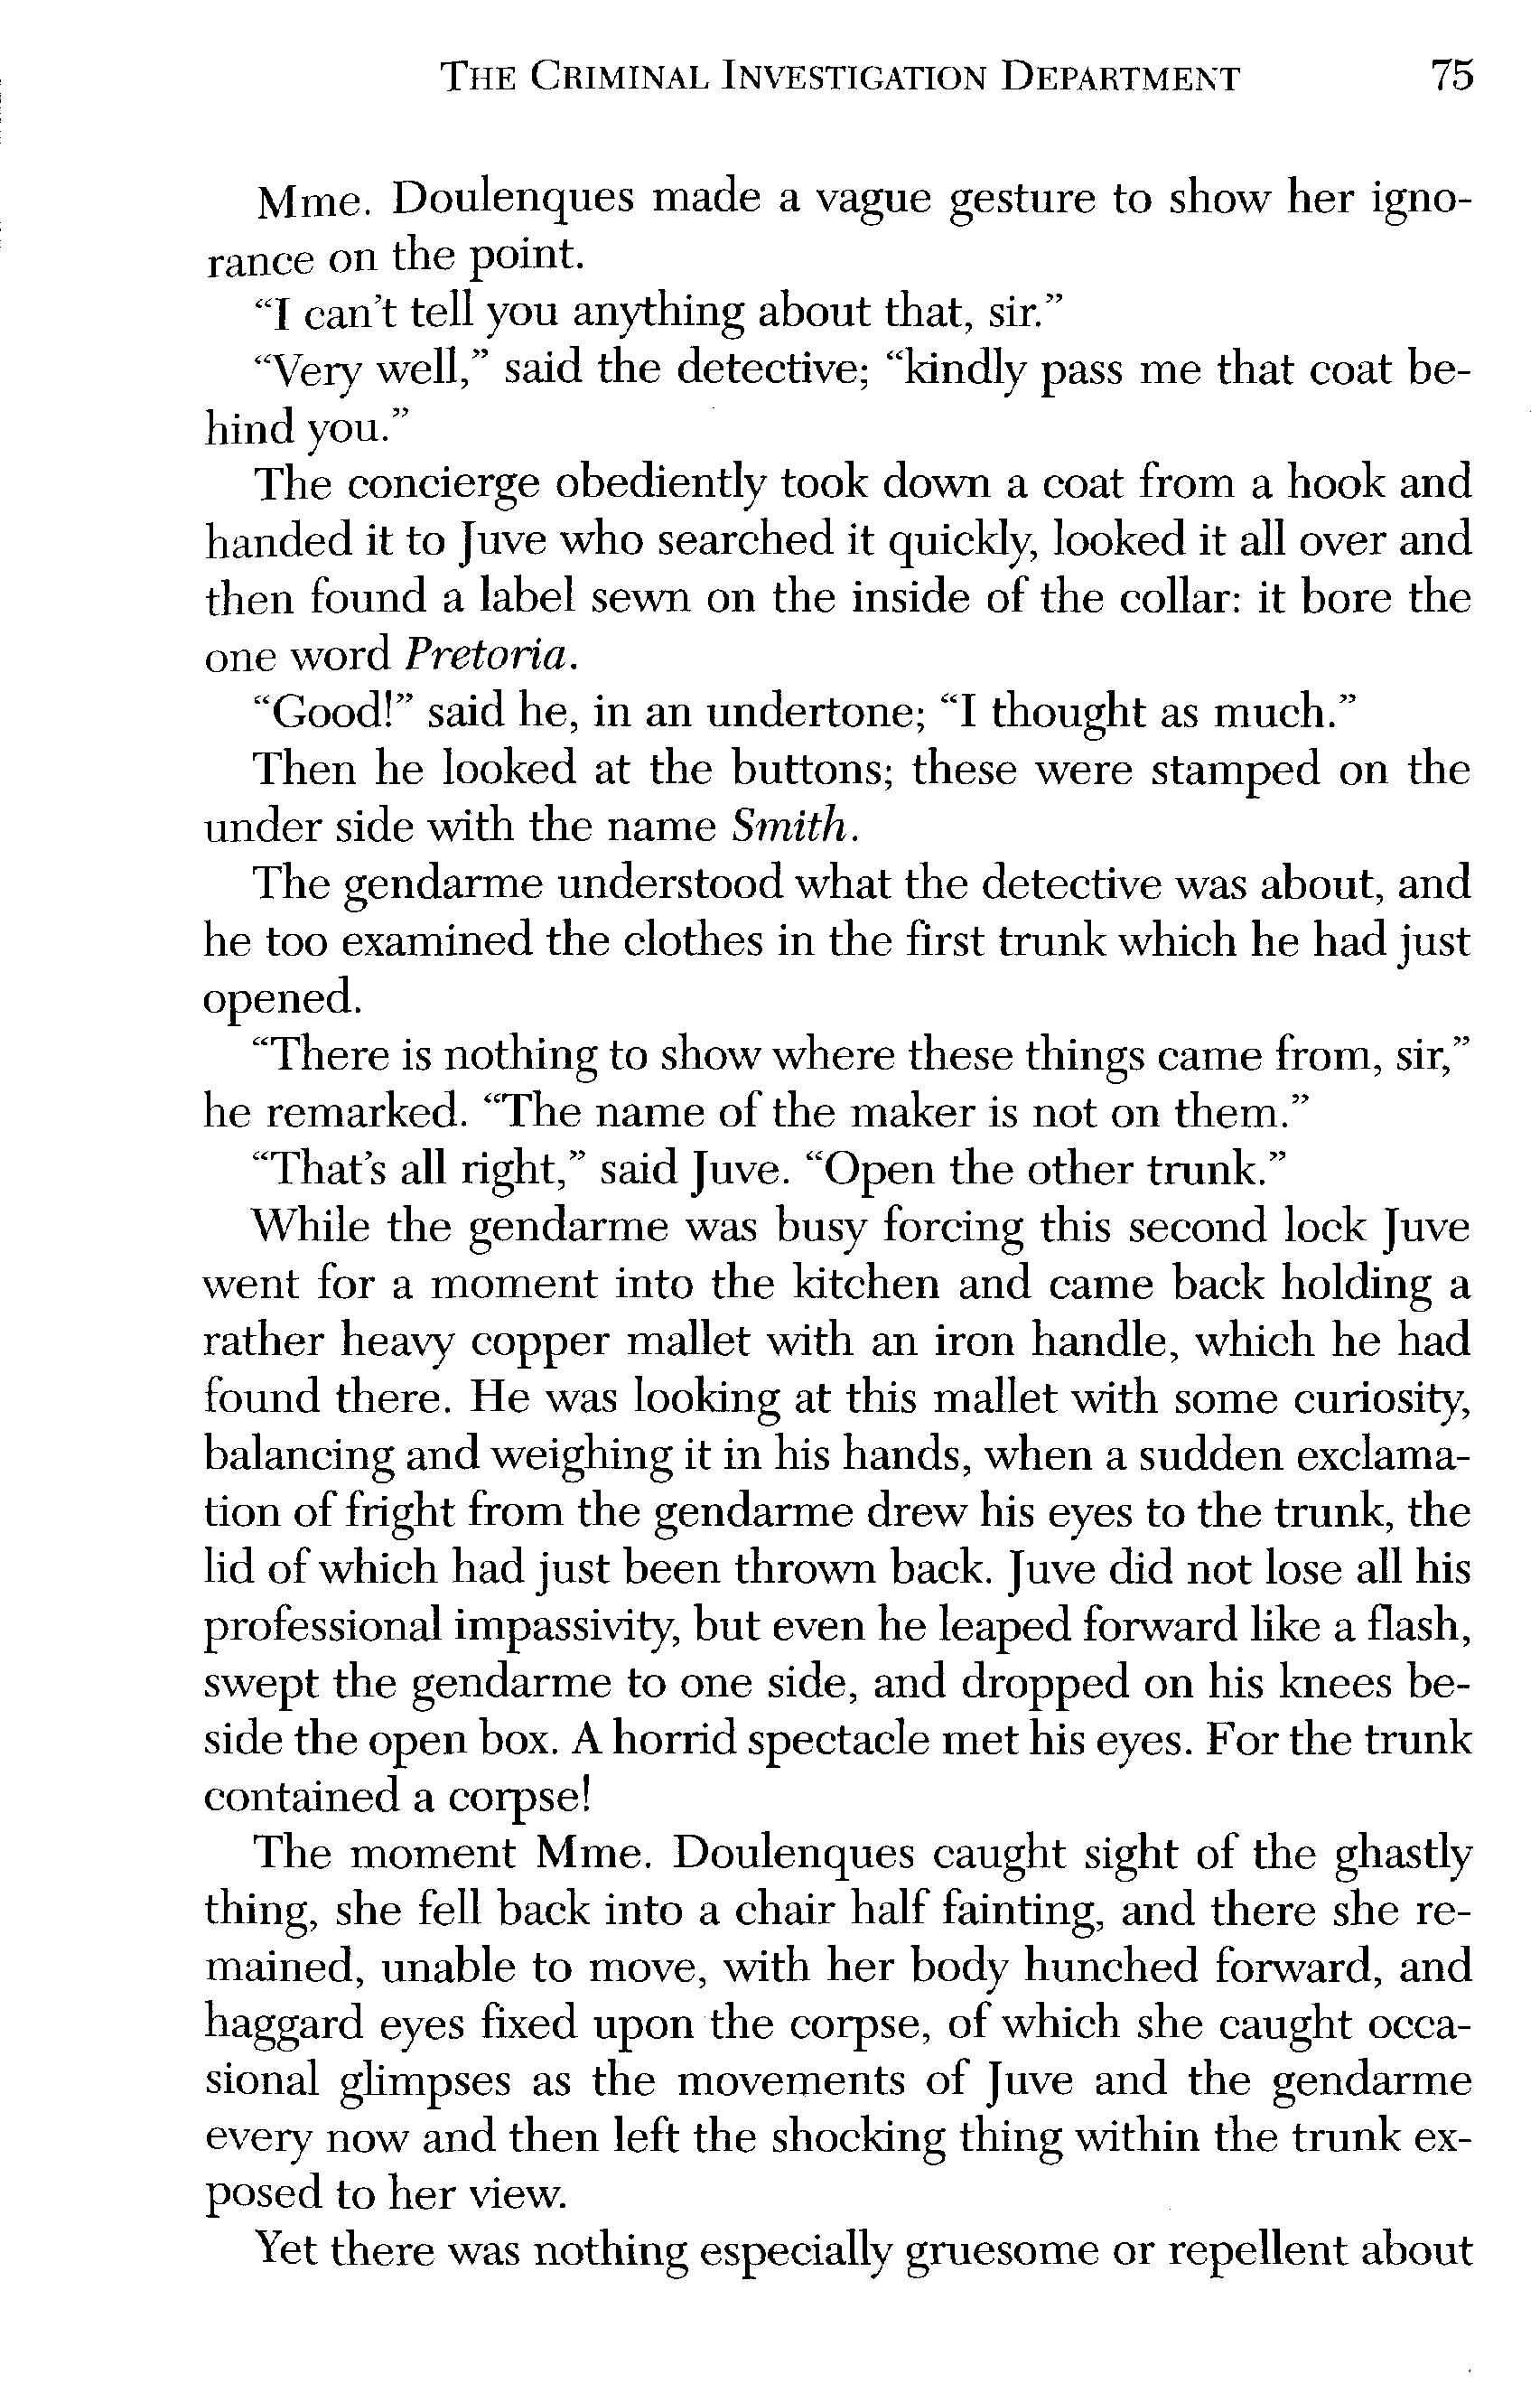 THE CRIMINAL INVESTIGATION DEPARTMENT 75
Mme. Doulenques made a vague gesture to show her igno-
rance on the point.
“I can’t tell you anything about that, sir.”
“Very well,” said the detective; “kindly pass me that coat be-
hind you.”
The concierge obediently took down a coat from a hook and
handed it to Juve who searched it quickly, looked it all over and
then found a label sewn on the inside of the collar: it bore the
one word Pretoria.
“Good!” said he, in an undertone; “I thought as much.”
Then he looked at the buttons; these were stamped on the
under side with the name Smith.
The gendarme understood what the detective was about, and
he too examined the clothes in the first trunk which he had just
opened.
“There is nothing to show where these things came from, sir,”
he remarked. “The name of the maker is not on them.”
“That’s all right,” said Juve. “Open the other trunk.”
While the gendarme was busy forcing this second lock Juve
went for a moment into the kitchen and came back holding a
rather heavy copper mallet with an iron handle, which he had
found there. He was looking at this mallet with some curiosity,
balancing and weighing it in his hands, when a sudden exclama-
tion of fright from the gendarme drew his eyes to the trunk, the
lid of which had just been thrown back. Juve did not lose all his
professional impassivity, but even he leaped forward like a flash,
swept the gendarme to one side, and dropped on his knees be-
side the open box. A horrid spectacle met his eyes. For the trunk
contained a corpse!
The moment Mme. Doulenques caught sight of the ghastly
thing, she fell back into a chair half fainting, and there she re-
mained, unable to move, with her body hunched forward, and
haggard eyes fixed upon the corpse, of which she caught occa-
sional glimpses as the movements of Juve and the gendarme
every now and then left the shocking thing within the trunk ex-
posed to her view.
Yet there was nothing especially gruesome or repellent about